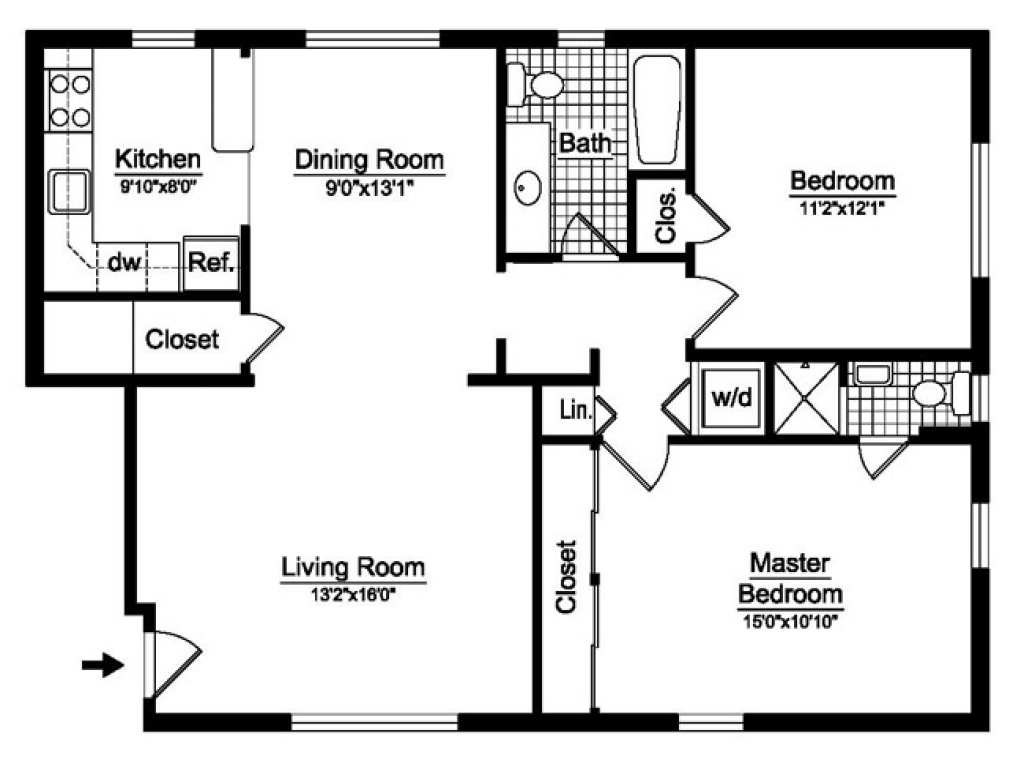 Kitchen
9'10"x8'0"
Dining Room
9'0"x13'1"
Bath
Clos.
Bedroom
11'2"x12'1"
dw
Ref.
Closet
Lin.
w/d
Living Room
13'2"x16'0"
Closet
Master
Bedroom
15'0"x10'10"